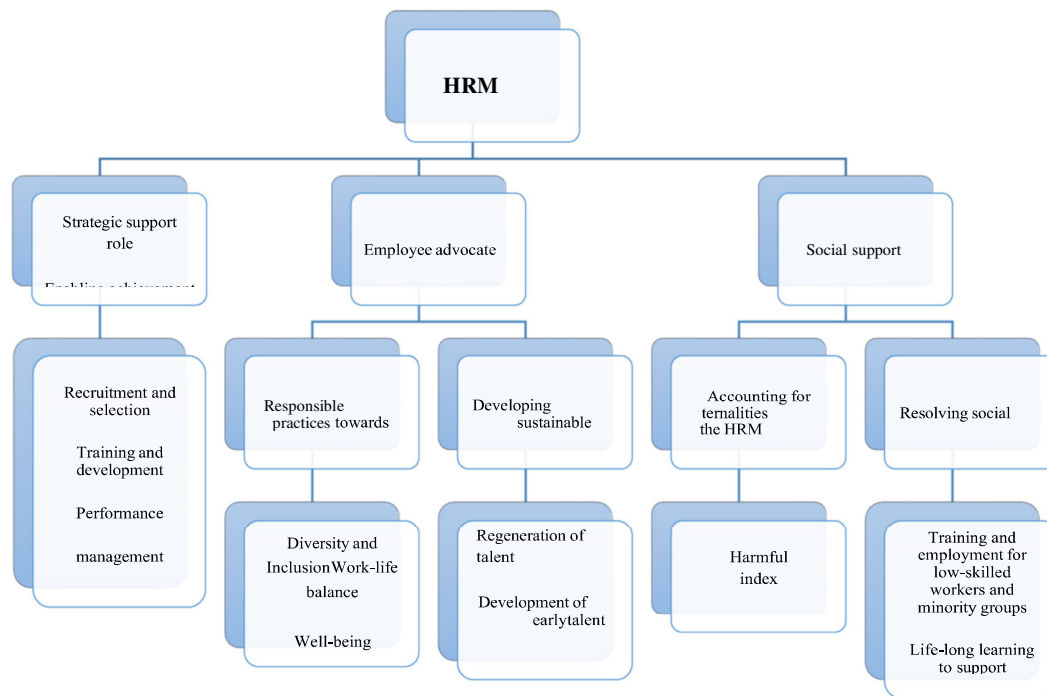 HRM
Strategic support
role
Enabling achievement
Employee advocate
Social support
Recruitment and
selection
Training and
development
Performance
management
Responsible
practices towards
Developing
sustainable
Accounting for
ternalities
the HRM
Resolving social
Diversity and
InclusionWork-life
balance
Well-being
Regeneration of
talent
Development of
earlytalent
Harmful
index
Training and
employment for
low-skilled
workers and
minority groups
Life-long learning
to support